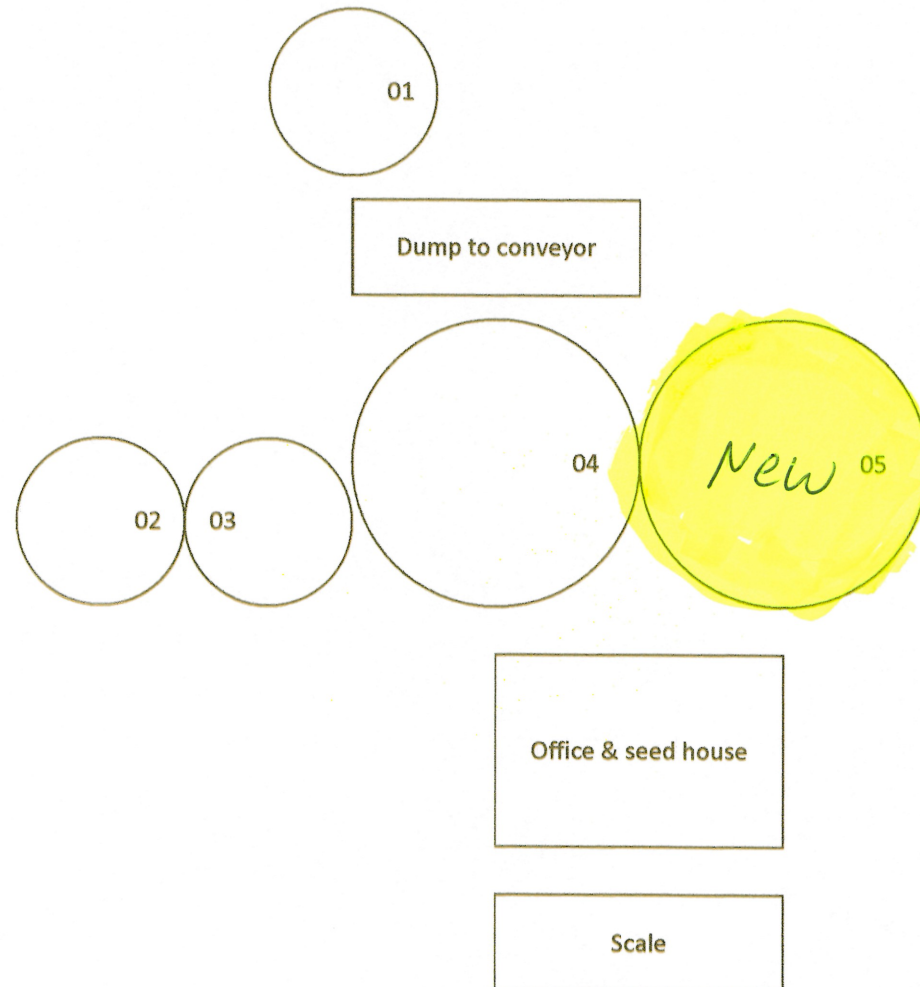 01
Dump to conveyor
04
New 05
02 03
Office & seed house
Scale